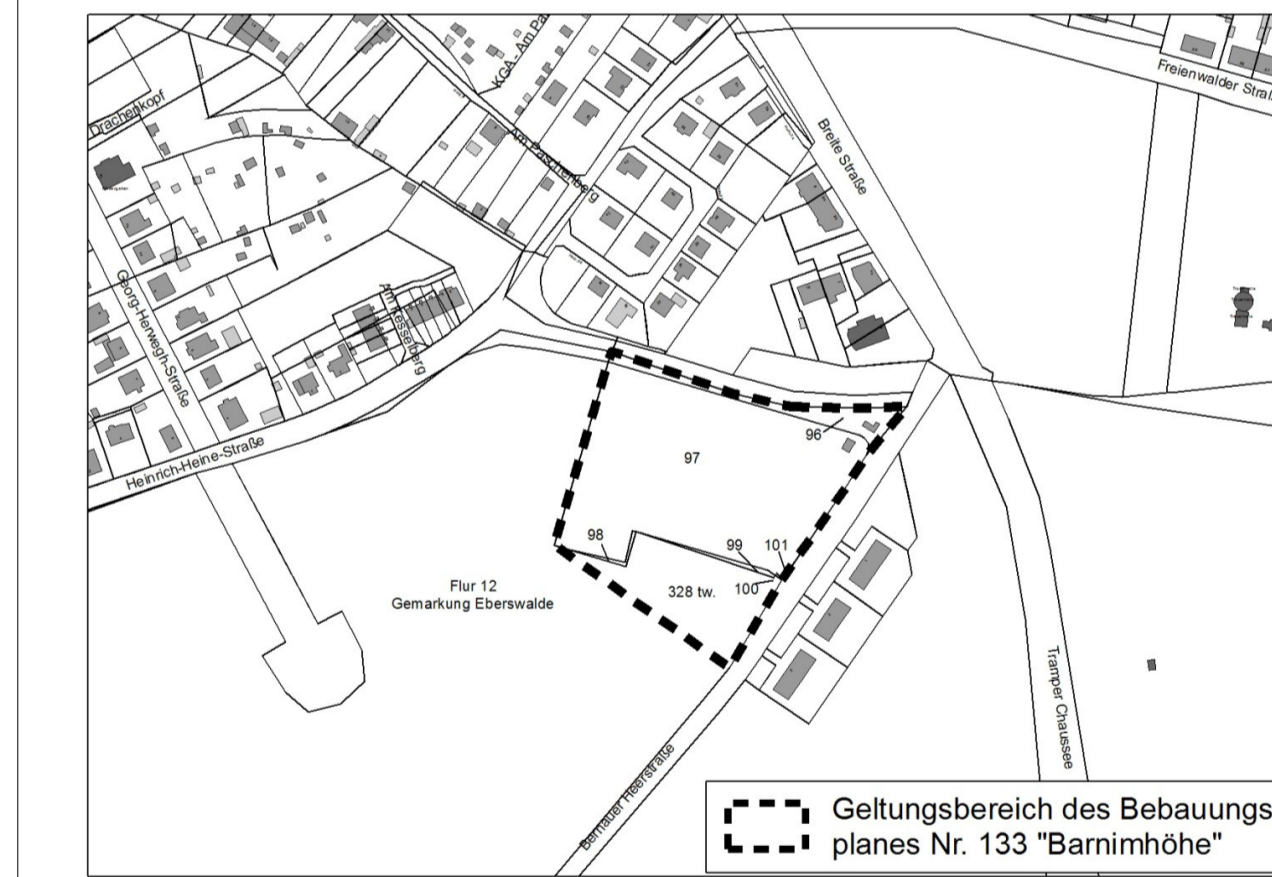 KGA - Am Pa
Freienwalder Straß
Drachenkopf
Am Paschenberg
Breite Straße
Georg-Herwegh-Straße
Am Kesselberg
Heinrich-Heine-Straße
96
97
98
99
101
100
328 tw.
Flur 12
Gemarkung Eberswalde
Tramper Chaussee
Bernauer Heerstraße
Geltungsbereich des Bebauungs
planes Nr. 133 "Barnimhöhe"